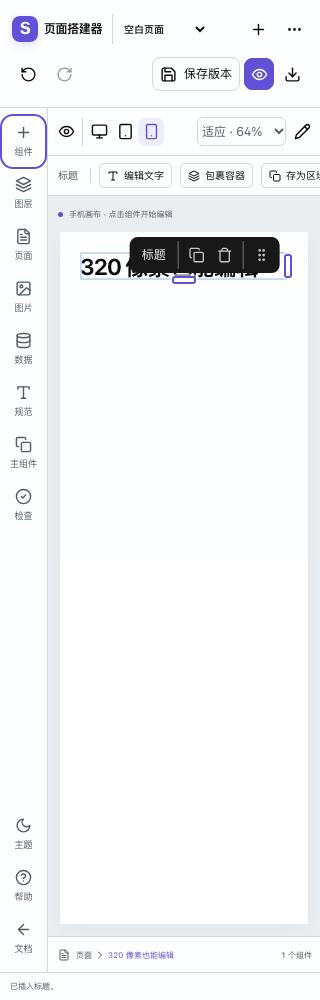 S 页面搭建器 空白页面
保存版本
组件
图层
页面
图片
数据
规范
主组件
检查
主题
帮助
文档
适应 · 64%
标题 编辑文字 包裹容器 存为区
手机画布 · 点击组件开始编辑
标题
320 像素也能编辑
页面 320 像素也能编辑 1 个组件
已插入标题。